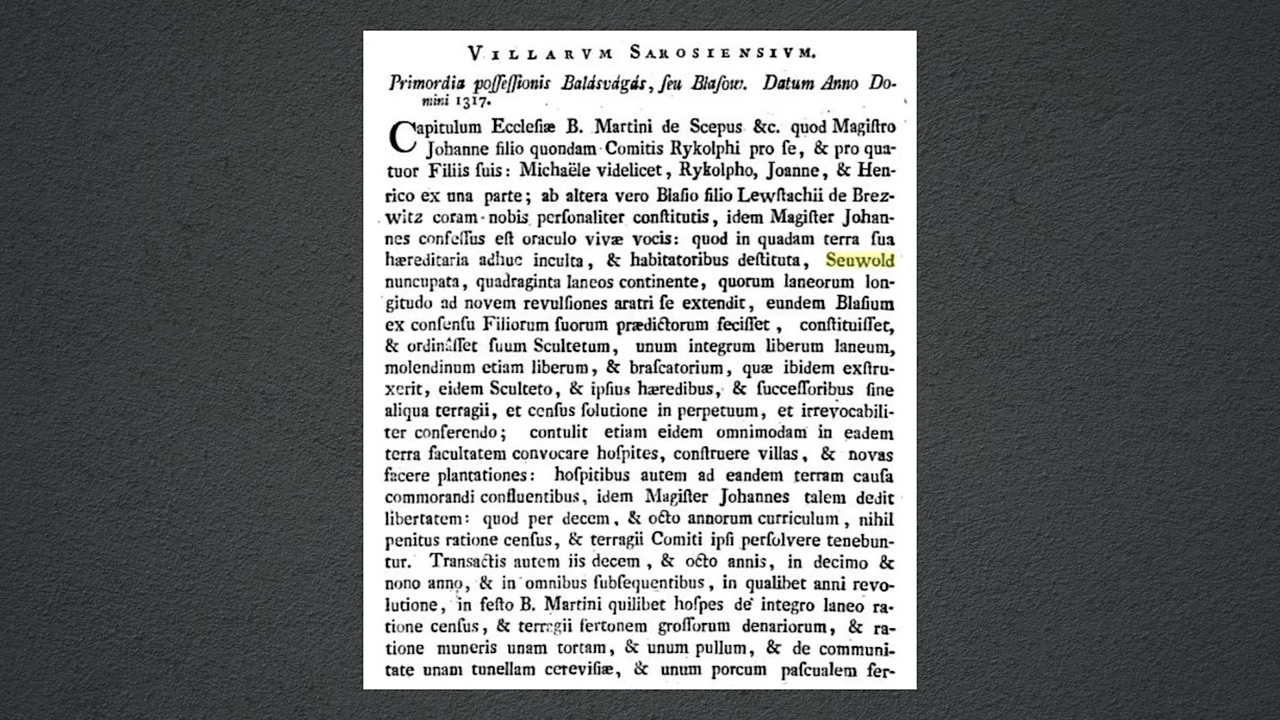 VILLARVM SAROSIENSIVM.
Primordia poſſeſſionis Baldsvágás, ſeu Blaſow. Datum Anno Do-
mini 1317.
Capitulum Eccleſiæ B. Martini de Scepus &c. quod Magiſtro
Johanne filio quondam Comitis Rykolphi pro ſe, & pro qua-
tuor Filiis ſuis: Michaële videlicet, Rykolpho, Joanne, & Hen-
rico ex una parte; ab altera vero Blaſio filio Lewſtachii de Brez-
witz coram nobis perſonaliter conſtitutis, idem Magiſter Johan-
nes confeſſus eſt oraculo vivæ vocis: quod in quadam terra ſua
hæreditaria adhuc inculta, & habitatoribus deſtituta, Seuwold
nuncupata, quadraginta laneos continente, quorum laneorum lon-
gitudo ad novem revulſiones aratri ſe extendit, eundem Blaſium
ex conſenſu Filiorum ſuorum prædictorum feciſſet, conſtituiſſet,
& ordináſſet ſuum Scultetum, unum integrum liberum laneum,
molendinum etiam liberum, & braſcatorium, quæ ibidem exſtru-
xerit, eidem Sculteto, & ipſius hæredibus, & ſucceſſoribus ſine
aliqua terragii, et cenſus ſolutione in perpetuum, et irrevocabili-
ter conferendo; contulit etiam eidem omnimodam in eadem
terra facultatem convocare hoſpites, conſtruere villas, & novas
facere plantationes: hoſpitibus autem ad eandem terram cauſa
commorandi confluentibus, idem Magiſter Johannes talem dedit
libertatem: quod per decem, & octo annorum curriculum, nihil
penitus ratione cenſus, & terragii Comiti ipſi perſolvere tenebun-
tur. Transactis autem iis decem, & octo annis, in decimo &
nono anno, & in omnibus ſubſequentibus, in qualibet anni revo-
lutione, in feſto B. Martini quilibet hoſpes de integro laneo ra-
tione cenſus, & terragii fertonem groſſorum denariorum, & ra-
tione muneris unam tortam, & unum pullum, & de communi-
tate unam tunellam cereviſiæ, & unum porcum paſcualem fer-